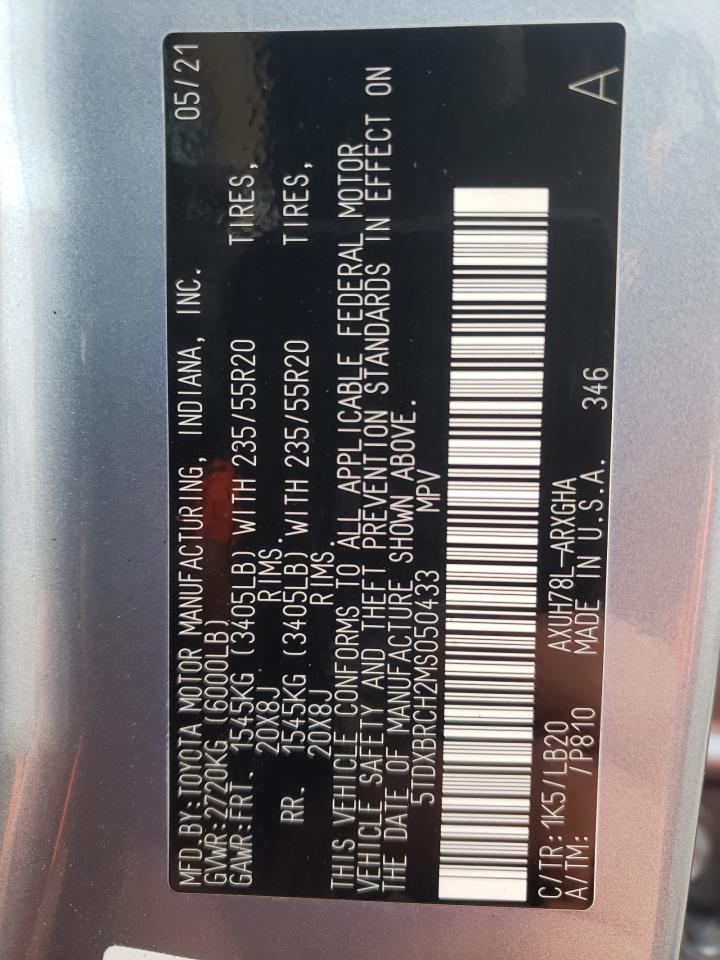 MFD.BY:TOYOTA MOTOR MANUFACTURING, INDIANA, INC. 05/21
GVWR:2720KG (6000LB)
GAWR:FRT. 1545KG (3405LB) WITH 235/55R20 TIRES,
20X8J RIMS.
RR. 1545KG (3405LB) WITH 235/55R20 TIRES,
20X8J RIMS.
THIS VEHICLE CONFORMS TO ALL APPLICABLE FEDERAL MOTOR
VEHICLE SAFETY AND THEFT PREVENTION STANDARDS IN EFFECT ON
THE DATE OF MANUFACTURE SHOWN ABOVE.
5TDXBRCH2MS050433 MPV
C/TR:1K5/LB20 AXUH78L-ARXGHA
A/TM: /P810 MADE IN U.S.A. 346 A